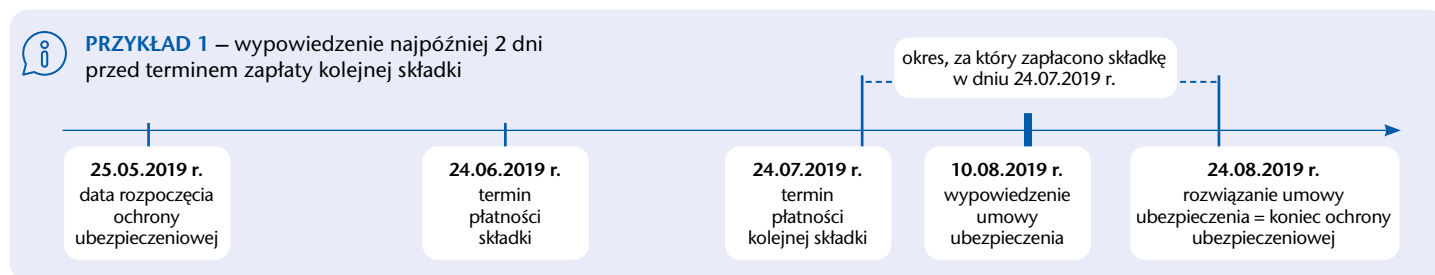 PRZYKŁAD 1 – wypowiedzenie najpóźniej 2 dni
przed terminem zapłaty kolejnej składki
okres, za który zapłacono składkę
w dniu 24.07.2019 r.
25.05.2019 r.
data rozpoczęcia
ochrony
ubezpieczeniowej
24.06.2019 r.
termin
płatności
składki
24.07.2019 r.
termin
płatności
kolejnej składki
10.08.2019 r.
wypowiedzenie
umowy
ubezpieczenia
24.08.2019 r.
rozwiązanie umowy
ubezpieczenia = koniec ochrony
ubezpieczeniowej